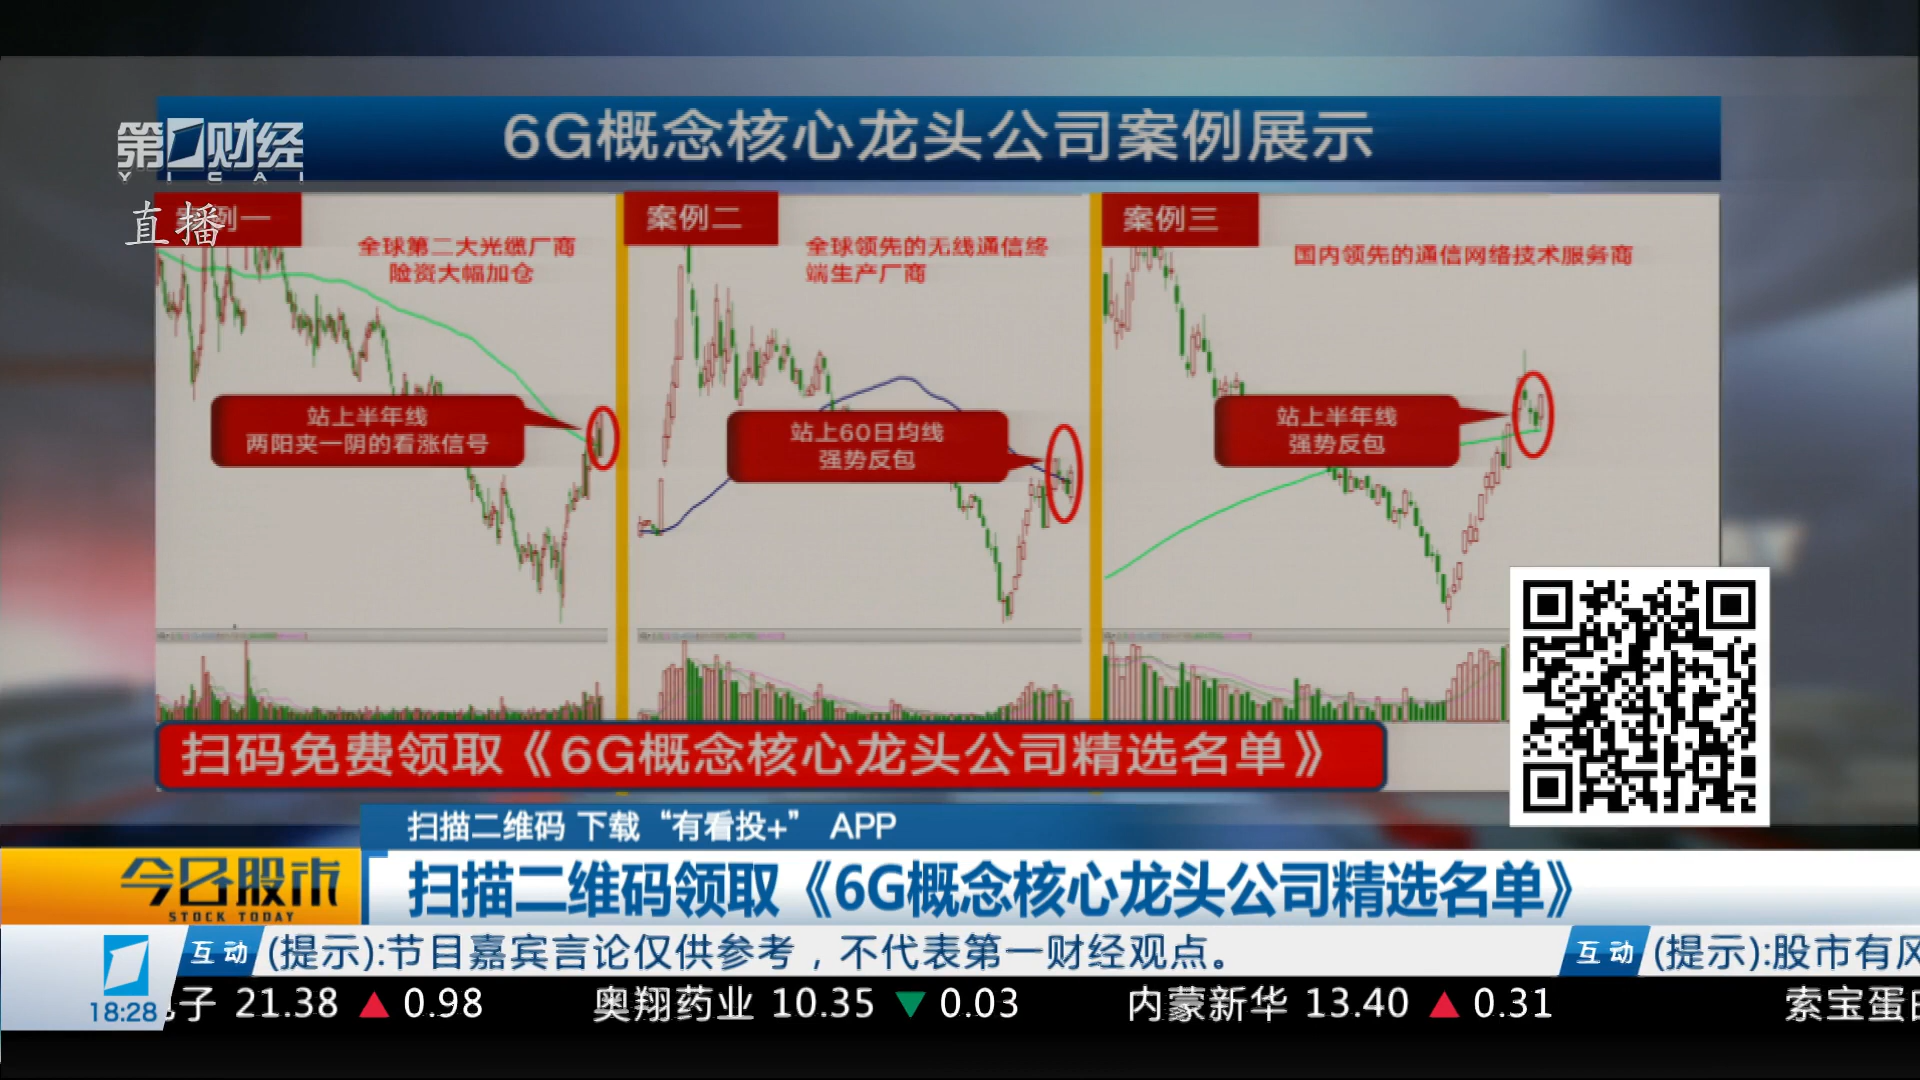 第一财经
YICAI
直播
6G概念核心龙头公司案例展示
案例一
全球第二大光缆厂商
险资大幅加仓
站上半年线
两阳夹一阴的看涨信号
案例二
全球领先的无线通信终
端生产厂商
站上60日均线
强势反包
案例三
国内领先的通信网络技术服务商
站上半年线
强势反包
扫码免费领取《6G概念核心龙头公司精选名单》
扫描二维码 下载“有看投+” APP
今日股市
STOCK TODAY
扫描二维码领取《6G概念核心龙头公司精选名单》
互动 (提示):节目嘉宾言论仅供参考，不代表第一财经观点。 互动 (提示):股市有风
18:28
子 21.38 ▲ 0.98 奥翔药业 10.35 ▼ 0.03 内蒙新华 13.40 ▲ 0.31 索宝蛋